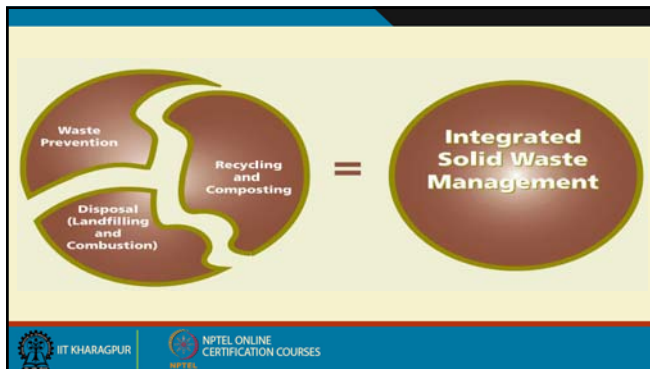 Waste
Prevention
Recycling
and
Composting
Disposal
(Landfilling
and
Combustion)
=
Integrated
Solid Waste
Management
IIT KHARAGPUR
NPTEL
NPTEL ONLINE
CERTIFICATION COURSES